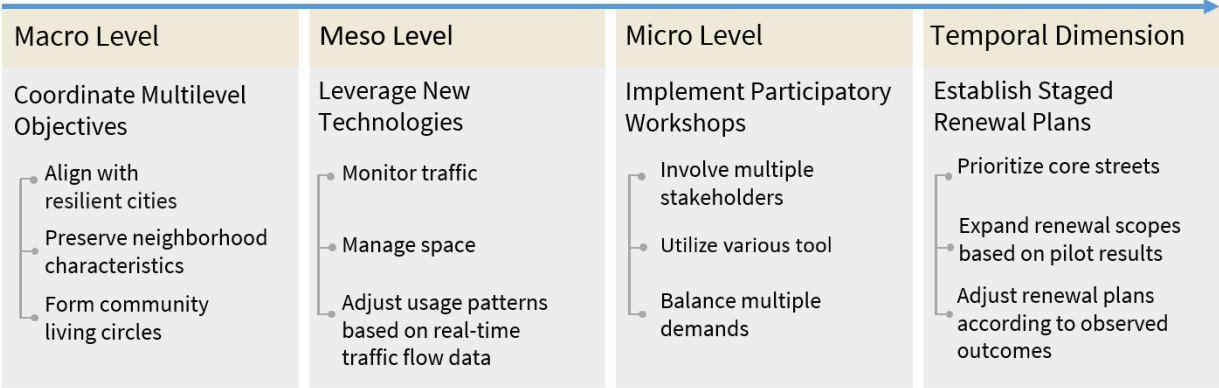 Macro Level
Coordinate Multilevel
Objectives
Align with
resilient cities
Preserve neighborhood
characteristics
Form community
living circles
Meso Level
Leverage New
Technologies
Monitor traffic
Manage space
Adjust usage patterns
based on real-time
traffic flow data
Micro Level
Implement Participatory
Workshops
Involve multiple
stakeholders
Utilize various tool
Balance multiple
demands
Temporal Dimension
Establish Staged
Renewal Plans
Prioritize core streets
Expand renewal scopes
based on pilot results
Adjust renewal plans
according to observed
outcomes